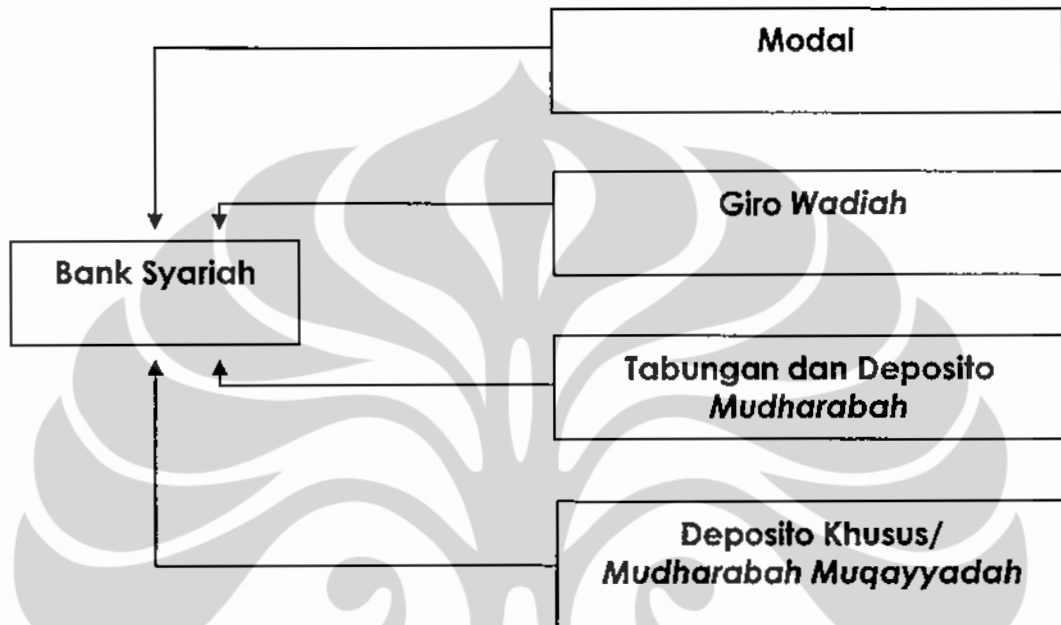 Modal
Giro Wadiah
Bank Syariah
Tabungan dan Deposito
Mudharabah
Deposito Khusus/
Mudharabah Muqayyadah